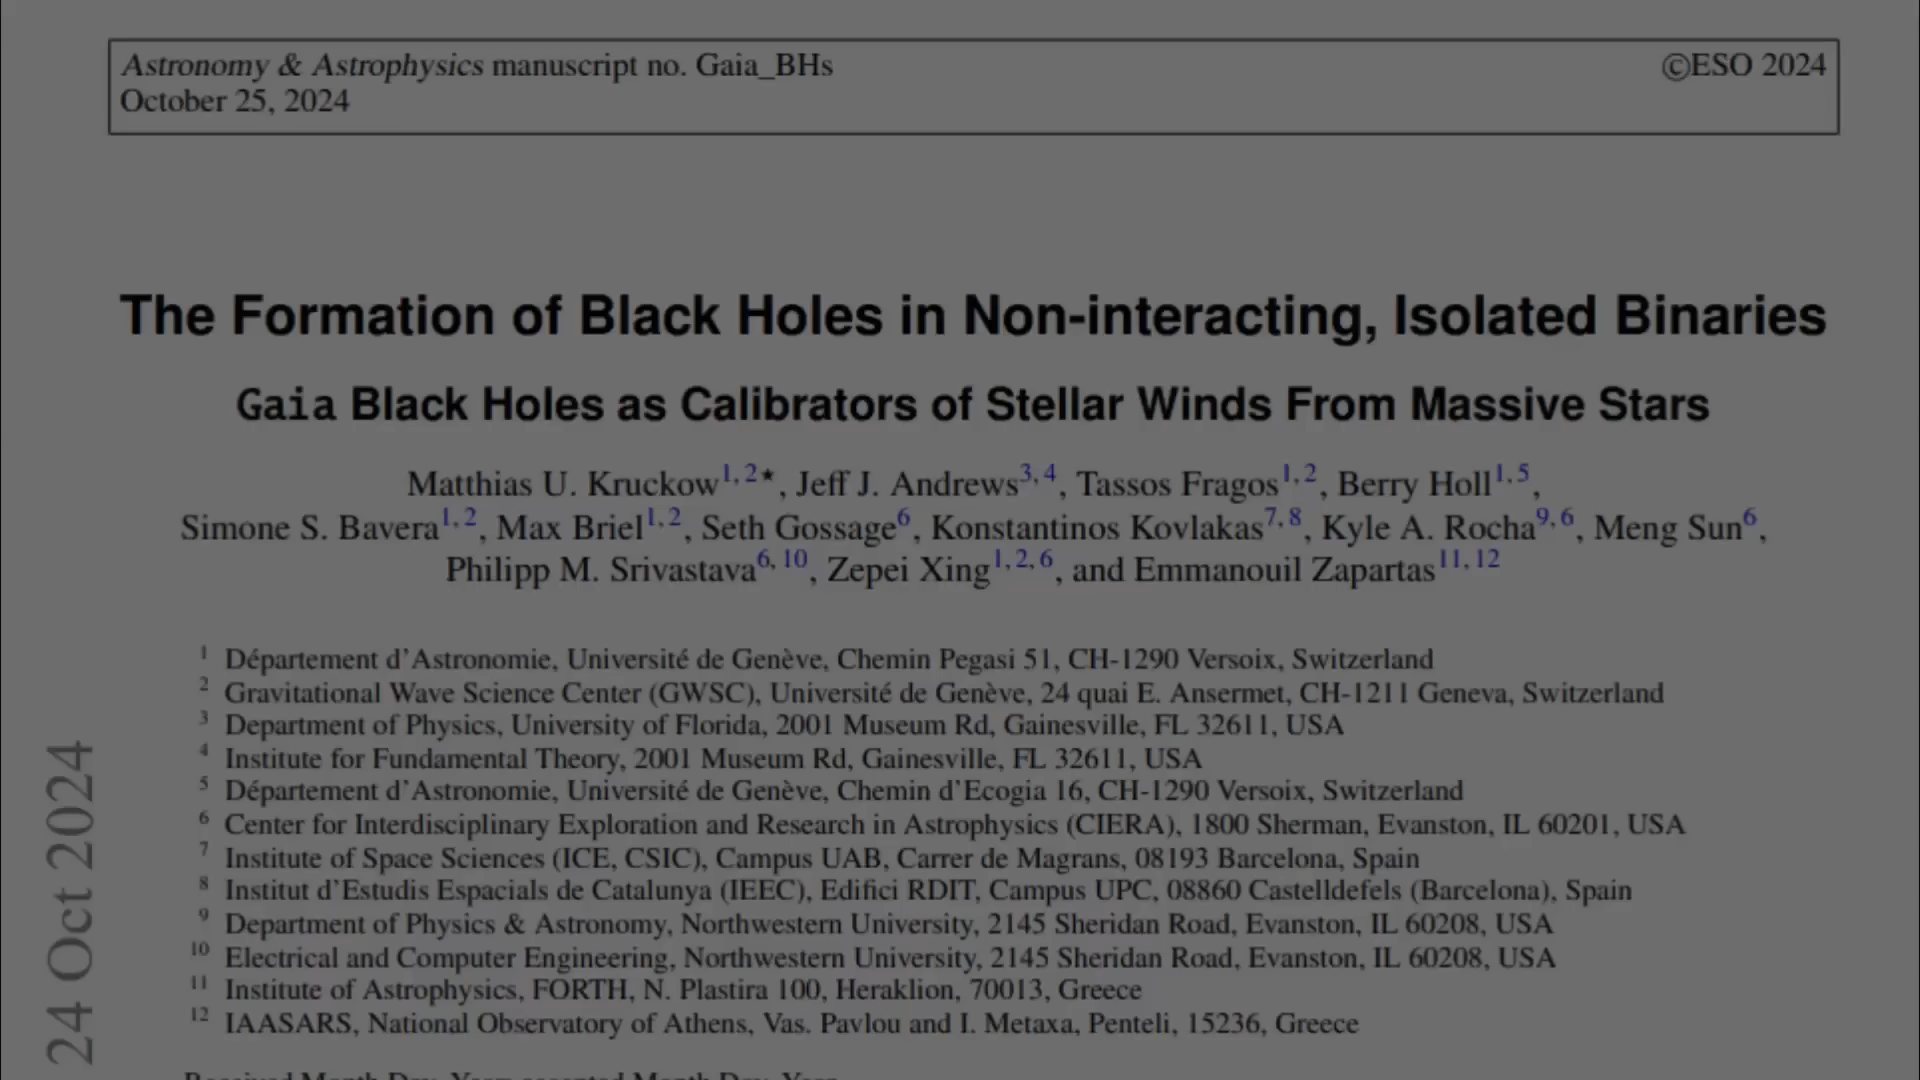 Astronomy & Astrophysics manuscript no. Gaia_BHs
©ESO 2024
October 25, 2024
The Formation of Black Holes in Non-interacting, Isolated Binaries
Gaia Black Holes as Calibrators of Stellar Winds From Massive Stars
Matthias U. Kruckow1,2★, Jeff J. Andrews3,4, Tassos Fragos1,2, Berry Holl1,5,
Simone S. Bavera1,2, Max Briel1,2, Seth Gossage6, Konstantinos Kovlakas7,8, Kyle A. Rocha9,6, Meng Sun6,
Philipp M. Srivastava6,10, Zepei Xing1,2,6, and Emmanouil Zapartas11,12
1 Département d'Astronomie, Université de Genève, Chemin Pegasi 51, CH-1290 Versoix, Switzerland
2 Gravitational Wave Science Center (GWSC), Université de Genève, 24 quai E. Ansermet, CH-1211 Geneva, Switzerland
3 Department of Physics, University of Florida, 2001 Museum Rd, Gainesville, FL 32611, USA
4 Institute for Fundamental Theory, 2001 Museum Rd, Gainesville, FL 32611, USA
5 Département d'Astronomie, Université de Genève, Chemin d'Ecogia 16, CH-1290 Versoix, Switzerland
6 Center for Interdisciplinary Exploration and Research in Astrophysics (CIERA), 1800 Sherman, Evanston, IL 60201, USA
7 Institute of Space Sciences (ICE, CSIC), Campus UAB, Carrer de Magrans, 08193 Barcelona, Spain
8 Institut d'Estudis Espacials de Catalunya (IEEC), Edifici RDIT, Campus UPC, 08860 Castelldefels (Barcelona), Spain
9 Department of Physics & Astronomy, Northwestern University, 2145 Sheridan Road, Evanston, IL 60208, USA
10 Electrical and Computer Engineering, Northwestern University, 2145 Sheridan Road, Evanston, IL 60208, USA
11 Institute of Astrophysics, FORTH, N. Plastira 100, Heraklion, 70013, Greece
12 IAASARS, National Observatory of Athens, Vas. Pavlou and I. Metaxa, Penteli, 15236, Greece
Received Month Day, Year; accepted Month Day, Year
24 Oct 2024